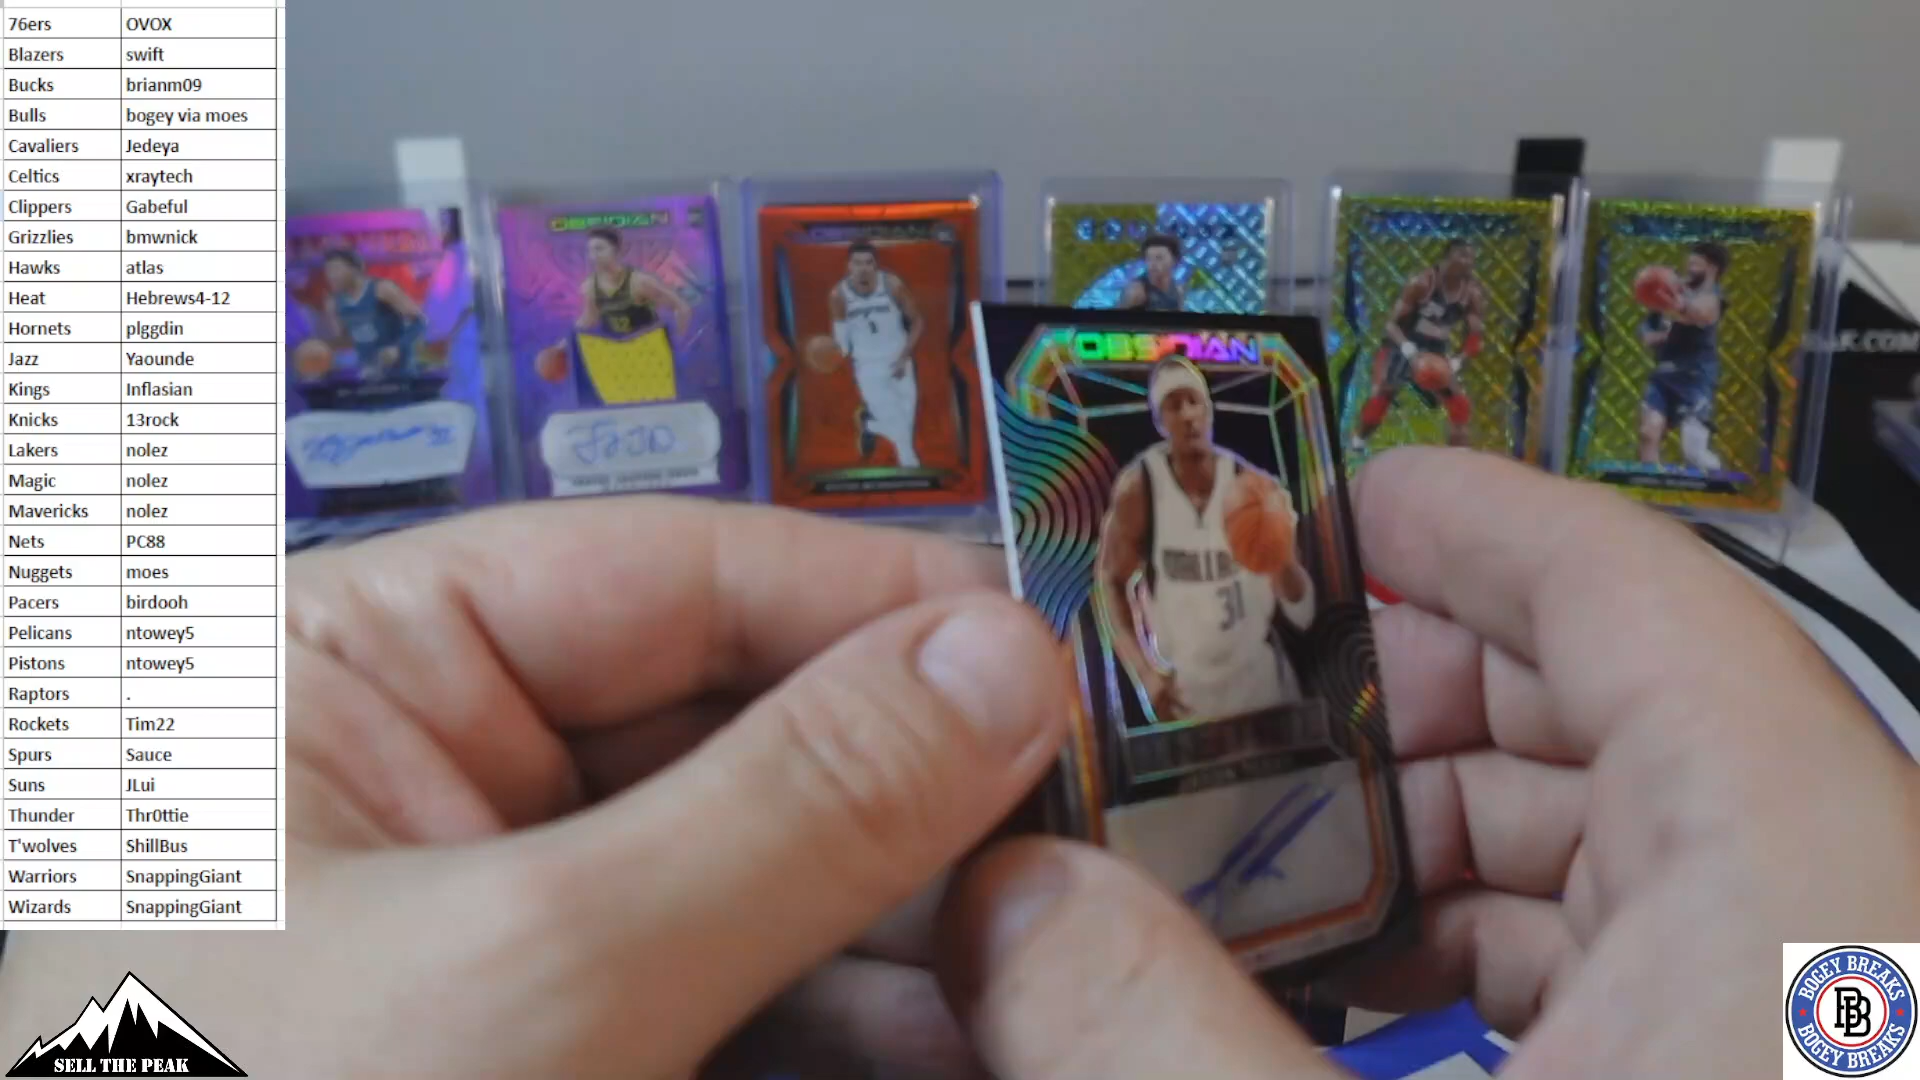 76ers OVOX
Blazers swift
Bucks brianm09
Bulls bogey via moes
Cavaliers Jedeya
Celtics xraytech
Clippers Gabeful
Grizzlies bmwnick
Hawks atlas
Heat Hebrews4-12
Hornets plggdin
Jazz Yaounde
Kings Inflasian
Knicks 13rock
Lakers nolez
Magic nolez
Mavericks nolez
Nets PC88
Nuggets moes
Pacers birdooh
Pelicans ntowey5
Pistons ntowey5
Raptors .
Rockets Tim22
Spurs Sauce
Suns JLui
Thunder Thr0ttie
T'wolves ShillBus
Warriors SnappingGiant
Wizards SnappingGiant
OBSIDIAN
OBSIDIAN
OBSIDIAN
31
SELL THE PEAK
BOGEY BREAKS
BB
BOGEY BREAKS